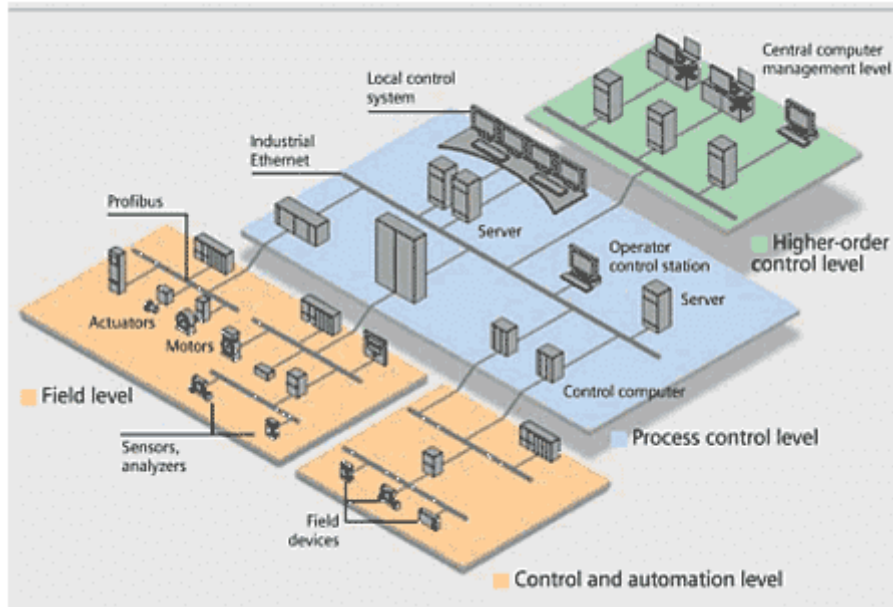 Central computer
management level
Local control
system
Industrial
Ethernet
Profibus
Server
Operator
control station
Higher-order
control level
Server
Actuators
Motors
Control computer
Field level
Process control level
Sensors,
analyzers
Field
devices
Control and automation level